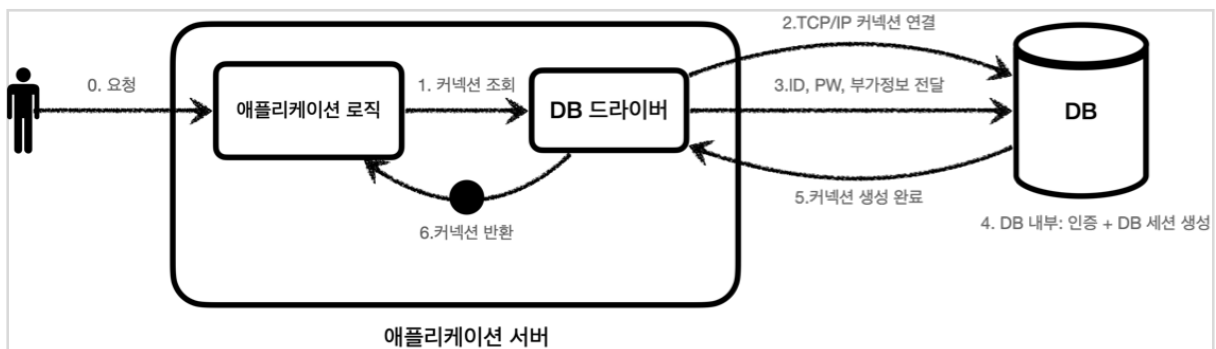 2.TCP/IP 커넥션 연결
0. 요청
애플리케이션 로직
1. 커넥션 조회
DB 드라이버
3.ID, PW, 부가정보 전달
DB
5.커넥션 생성 완료
6.커넥션 반환
4. DB 내부: 인증 + DB 세션 생성
애플리케이션 서버